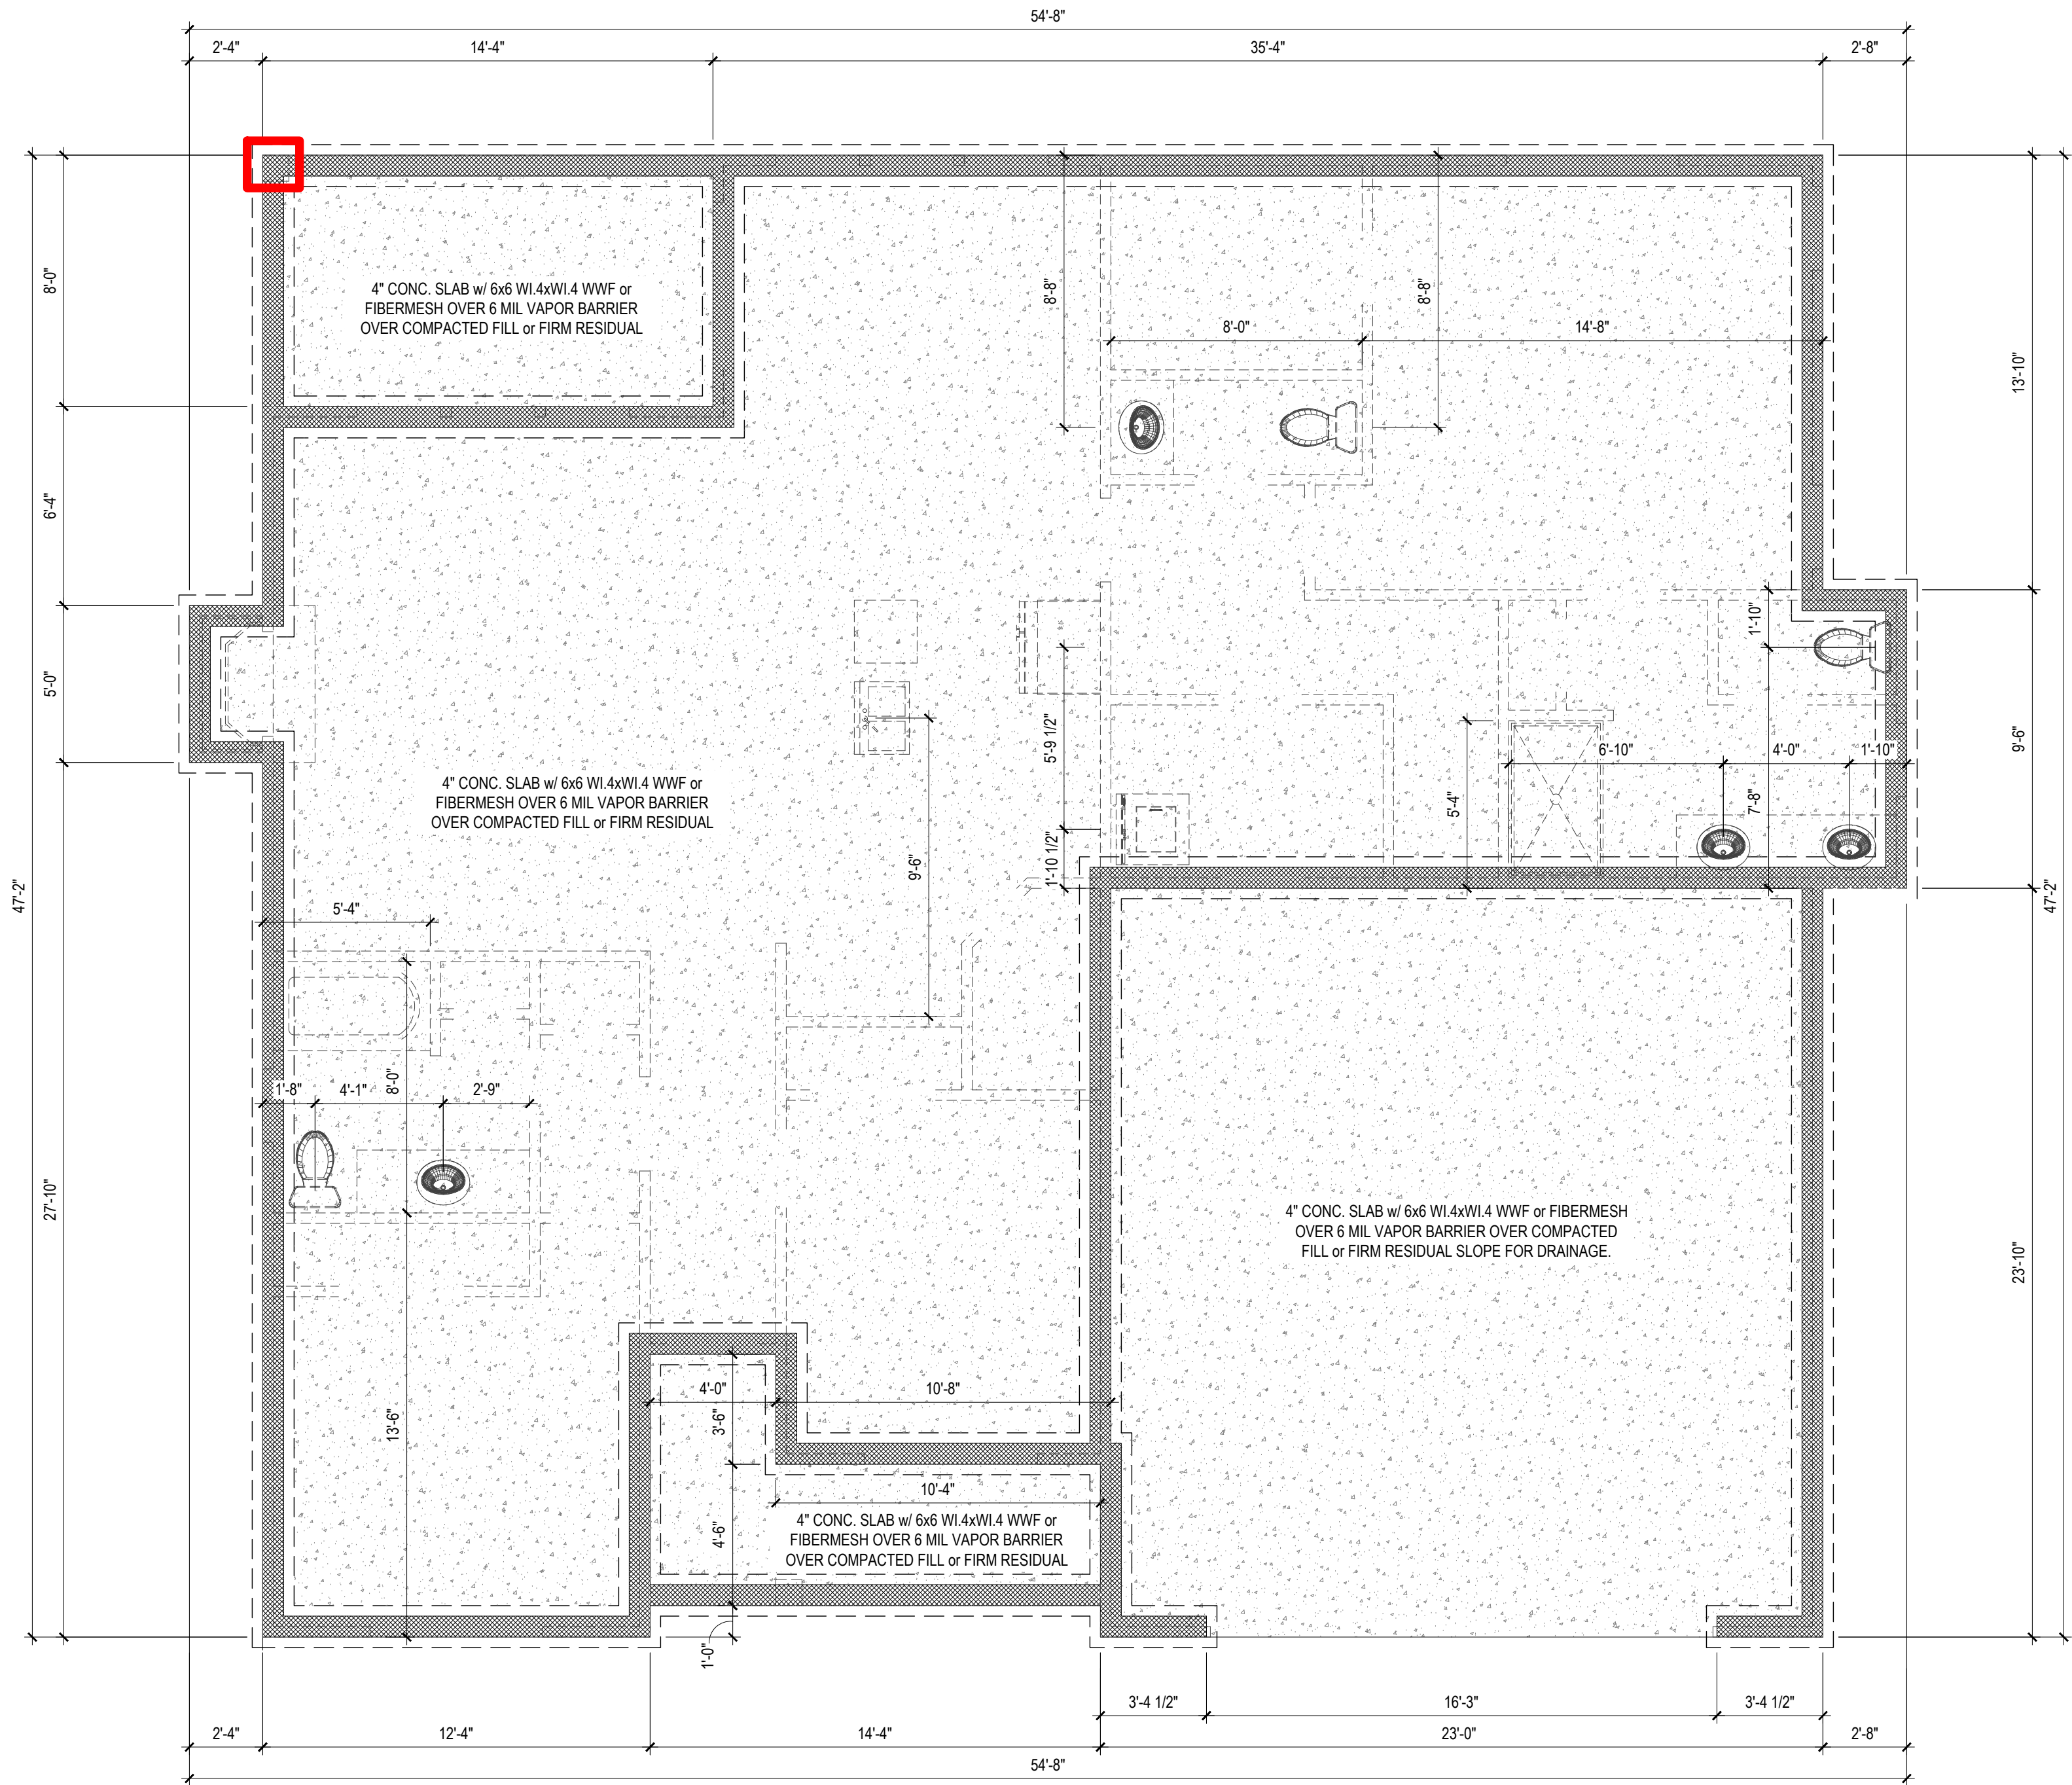 54'-8"
2'-4" 14'-4" 35'-4" 2'-8"
8'-0"
4" CONC. SLAB w/ 6x6 WI.4xWI.4 WWF or
FIBERMESH OVER 6 MIL VAPOR BARRIER
OVER COMPACTED FILL or FIRM RESIDUAL
8'-8"
8'-8"
8'-0" 14'-8"
13'-10"
6'-4"
5'-0"
1'-10"
5'-9 1/2"
6'-10" 4'-0" 1'-10"
9'-6"
4" CONC. SLAB w/ 6x6 WI.4xWI.4 WWF or
FIBERMESH OVER 6 MIL VAPOR BARRIER
OVER COMPACTED FILL or FIRM RESIDUAL
5'-4"
7'-8"
1'-10 1/2"
9'-6"
47'-2"
47'-2"
5'-4"
1'-8" 4'-1" 8'-0" 2'-9"
27'-10"
4" CONC. SLAB w/ 6x6 WI.4xWI.4 WWF or FIBERMESH
OVER 6 MIL VAPOR BARRIER OVER COMPACTED
FILL or FIRM RESIDUAL SLOPE FOR DRAINAGE.
23'-10"
4'-0" 10'-8"
13'-6"
3'-6"
10'-4"
4'-6"
4" CONC. SLAB w/ 6x6 WI.4xWI.4 WWF or
FIBERMESH OVER 6 MIL VAPOR BARRIER
OVER COMPACTED FILL or FIRM RESIDUAL
1'-0"
3'-4 1/2" 16'-3" 3'-4 1/2"
2'-4" 12'-4" 14'-4" 23'-0" 2'-8"
54'-8"